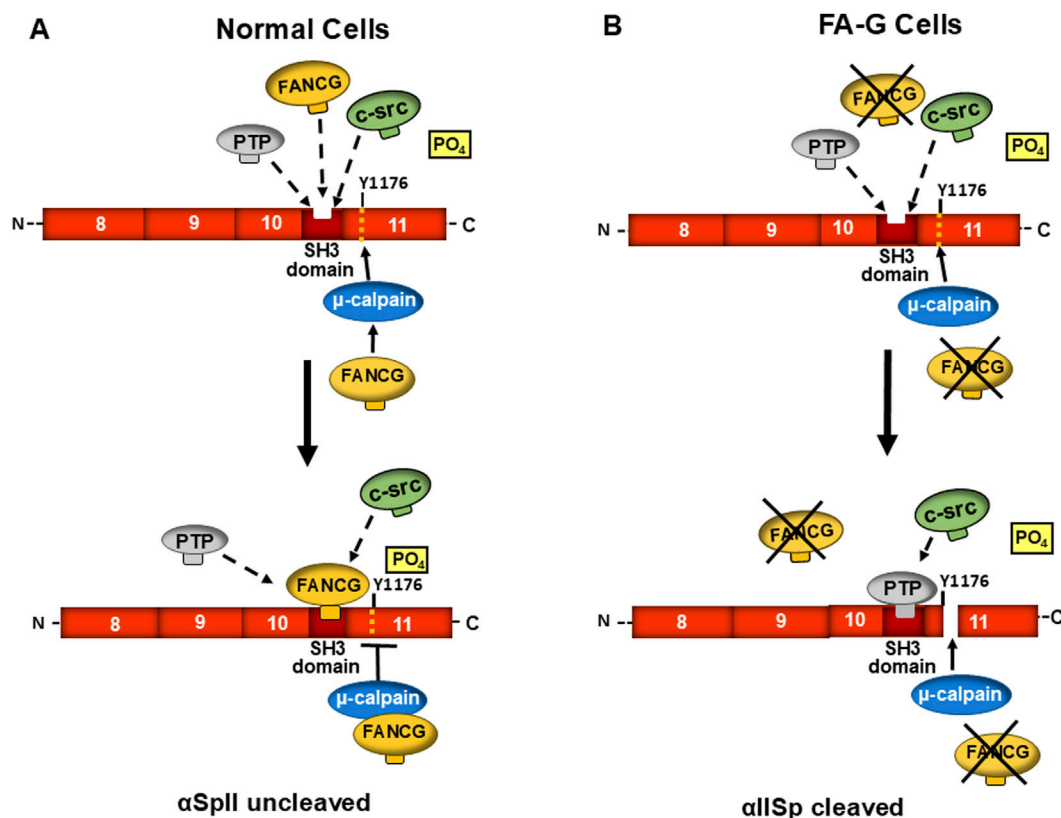 A
Normal Cells
FANCG
c-src
PTP
PO4
Y1176
N
8
9
10
11
C
SH3
domain
μ-calpain
FANCG
c-src
PTP
PO4
FANCG
Y1176
N
8
9
10
11
C
SH3
domain
μ-calpain
FANCG
αSpII uncleaved
B
FA-G Cells
FANCG
c-src
PTP
PO4
Y1176
N
8
9
10
11
C
SH3
domain
μ-calpain
FANCG
c-src
FANCG
PO4
PTP
Y1176
N
8
9
10
11
C
SH3
domain
μ-calpain
FANCG
αIISp cleaved